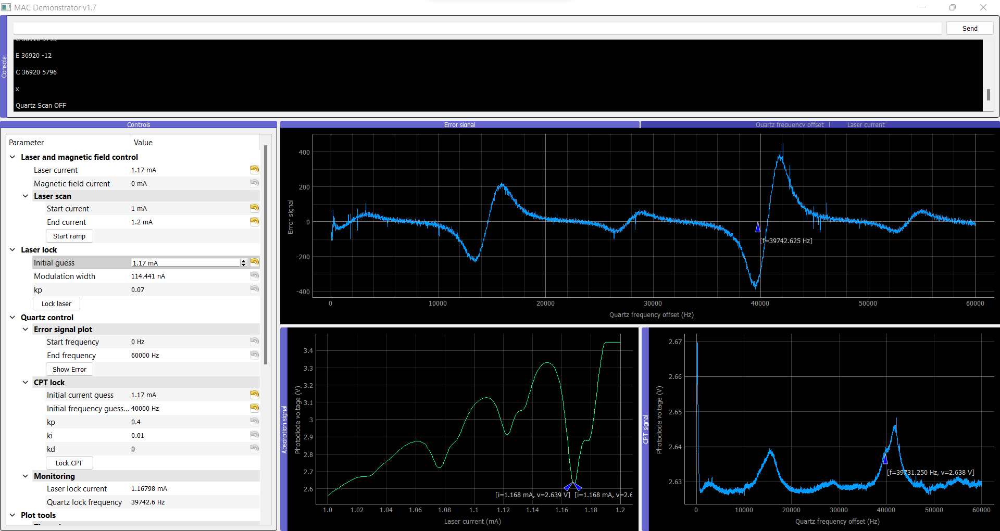 MAC Demonstrator v1.7
Send
Console
E 36920 -12
C 36920 5796
x
Quartz Scan OFF
Controls
Parameter Value
Laser and magnetic field control
Laser current 1.17 mA
Magnetic field current 0 mA
Laser scan
Start current 1 mA
End current 1.2 mA
Start ramp
Laser lock
Initial guess 1.17 mA
Modulation width 114.441 nA
kp 0.07
Lock laser
Quartz control
Error signal plot
Start frequency 0 Hz
End frequency 60000 Hz
Show Error
CPT lock
Initial current guess 1.17 mA
Initial frequency guess... 40000 Hz
kp 0.4
ki 0.01
kd 0
Lock CPT
Monitoring
Laser lock current 1.16798 mA
Quartz lock frequency 39742.6 Hz
Plot tools
Error signal
Quartz frequency offset | Laser current
Error signal
400
200
0
-200
-400
[f=39742.625 Hz]
0 10000 20000 30000 40000 50000 60000
Quartz frequency offset (Hz)
Absorption signal
Photodiode voltage (V)
3.4
3.3
3.2
3.1
3
2.9
2.8
2.7
2.6
[i=1.168 mA, v=2.639 V] [i=1.168 mA, v=2.6
1.0 1.02 1.04 1.06 1.08 1.1 1.12 1.14 1.16 1.18 1.2
Laser current (mA)
CPT signal
Photodiode voltage (V)
2.67
2.66
2.65
2.64
2.63
[f=39731.250 Hz, v=2.638 V]
0 10000 20000 30000 40000 50000 60000
Quartz frequency offset (Hz)